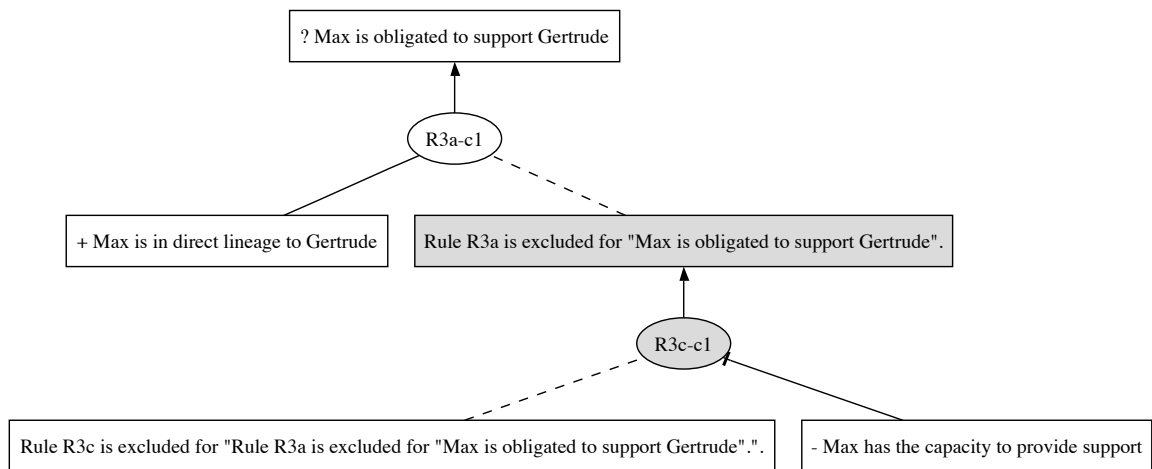 ? Max is obligated to support Gertrude
R3a-c1
+ Max is in direct lineage to Gertrude
Rule R3a is excluded for "Max is obligated to support Gertrude".
R3c-c1
Rule R3c is excluded for "Rule R3a is excluded for "Max is obligated to support Gertrude".".
- Max has the capacity to provide support